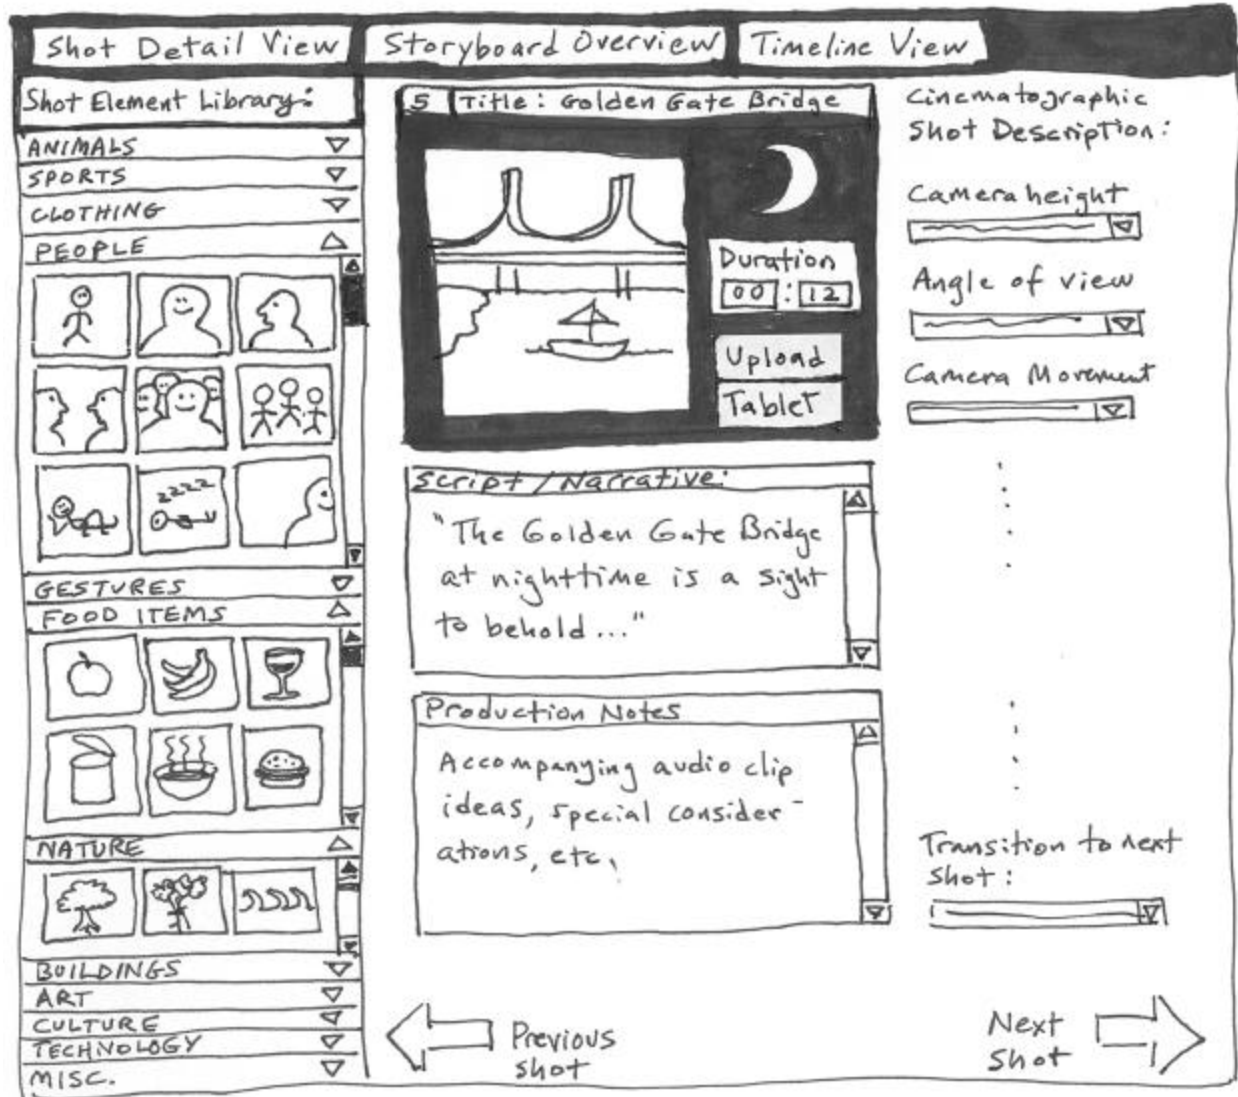 Shot Detail View
Storyboard Overview
Timeline View
Shot Element Library:
ANIMALS
SPORTS
CLOTHING
PEOPLE
zzzz
GESTURES
FOOD ITEMS
NATURE
BUILDINGS
ART
CULTURE
TECHNOLOGY
MISC.
5 Title: Golden Gate Bridge
Duration
00 : 12
Upload
Tablet
Script / Narrative:
"The Golden Gate Bridge
at nighttime is a sight
to behold..."
Production Notes
Accompanying audio clip
ideas, special consider-
ations, etc.
Previous
shot
Cinematographic
Shot Description:
Camera height
Angle of view
Camera Movement
Transition to next
shot:
Next
shot